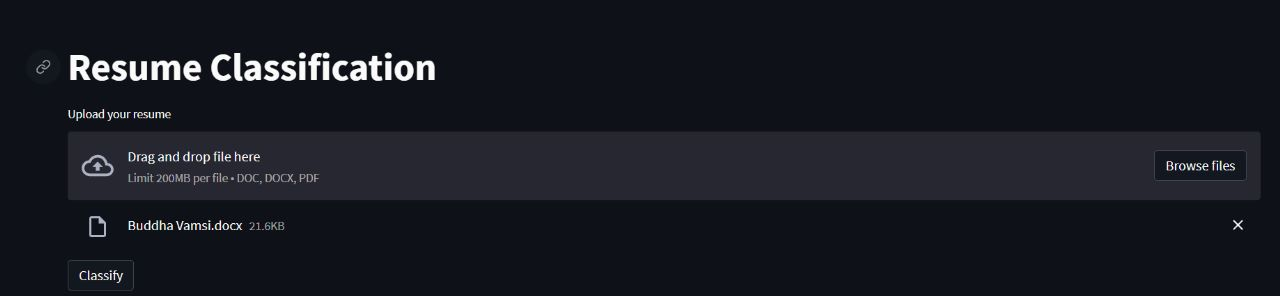 Resume Classification
Upload your resume
Drag and drop file here
Limit 200MB per file • DOC, DOCX, PDF
Browse files
Buddha Vamsi.docx 21.6KB
Classify